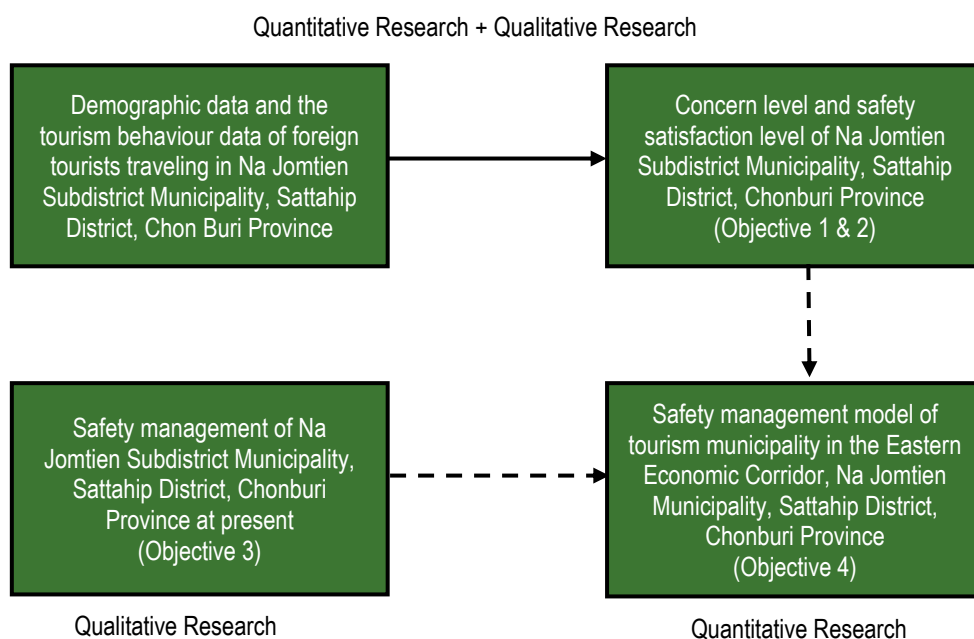 Quantitative Research + Qualitative Research
Demographic data and the
tourism behaviour data of foreign
tourists traveling in Na Jomtien
Subdistrict Municipality, Sattahip
District, Chon Buri Province
Concern level and safety
satisfaction level of Na Jomtien
Subdistrict Municipality, Sattahip
District, Chonburi Province
(Objective 1 & 2)
Safety management of Na
Jomtien Subdistrict Municipality,
Sattahip District, Chonburi
Province at present
(Objective 3)
Safety management model of
tourism municipality in the Eastern
Economic Corridor, Na Jomtien
Municipality, Sattahip District,
Chonburi Province
(Objective 4)
Qualitative Research
Quantitative Research